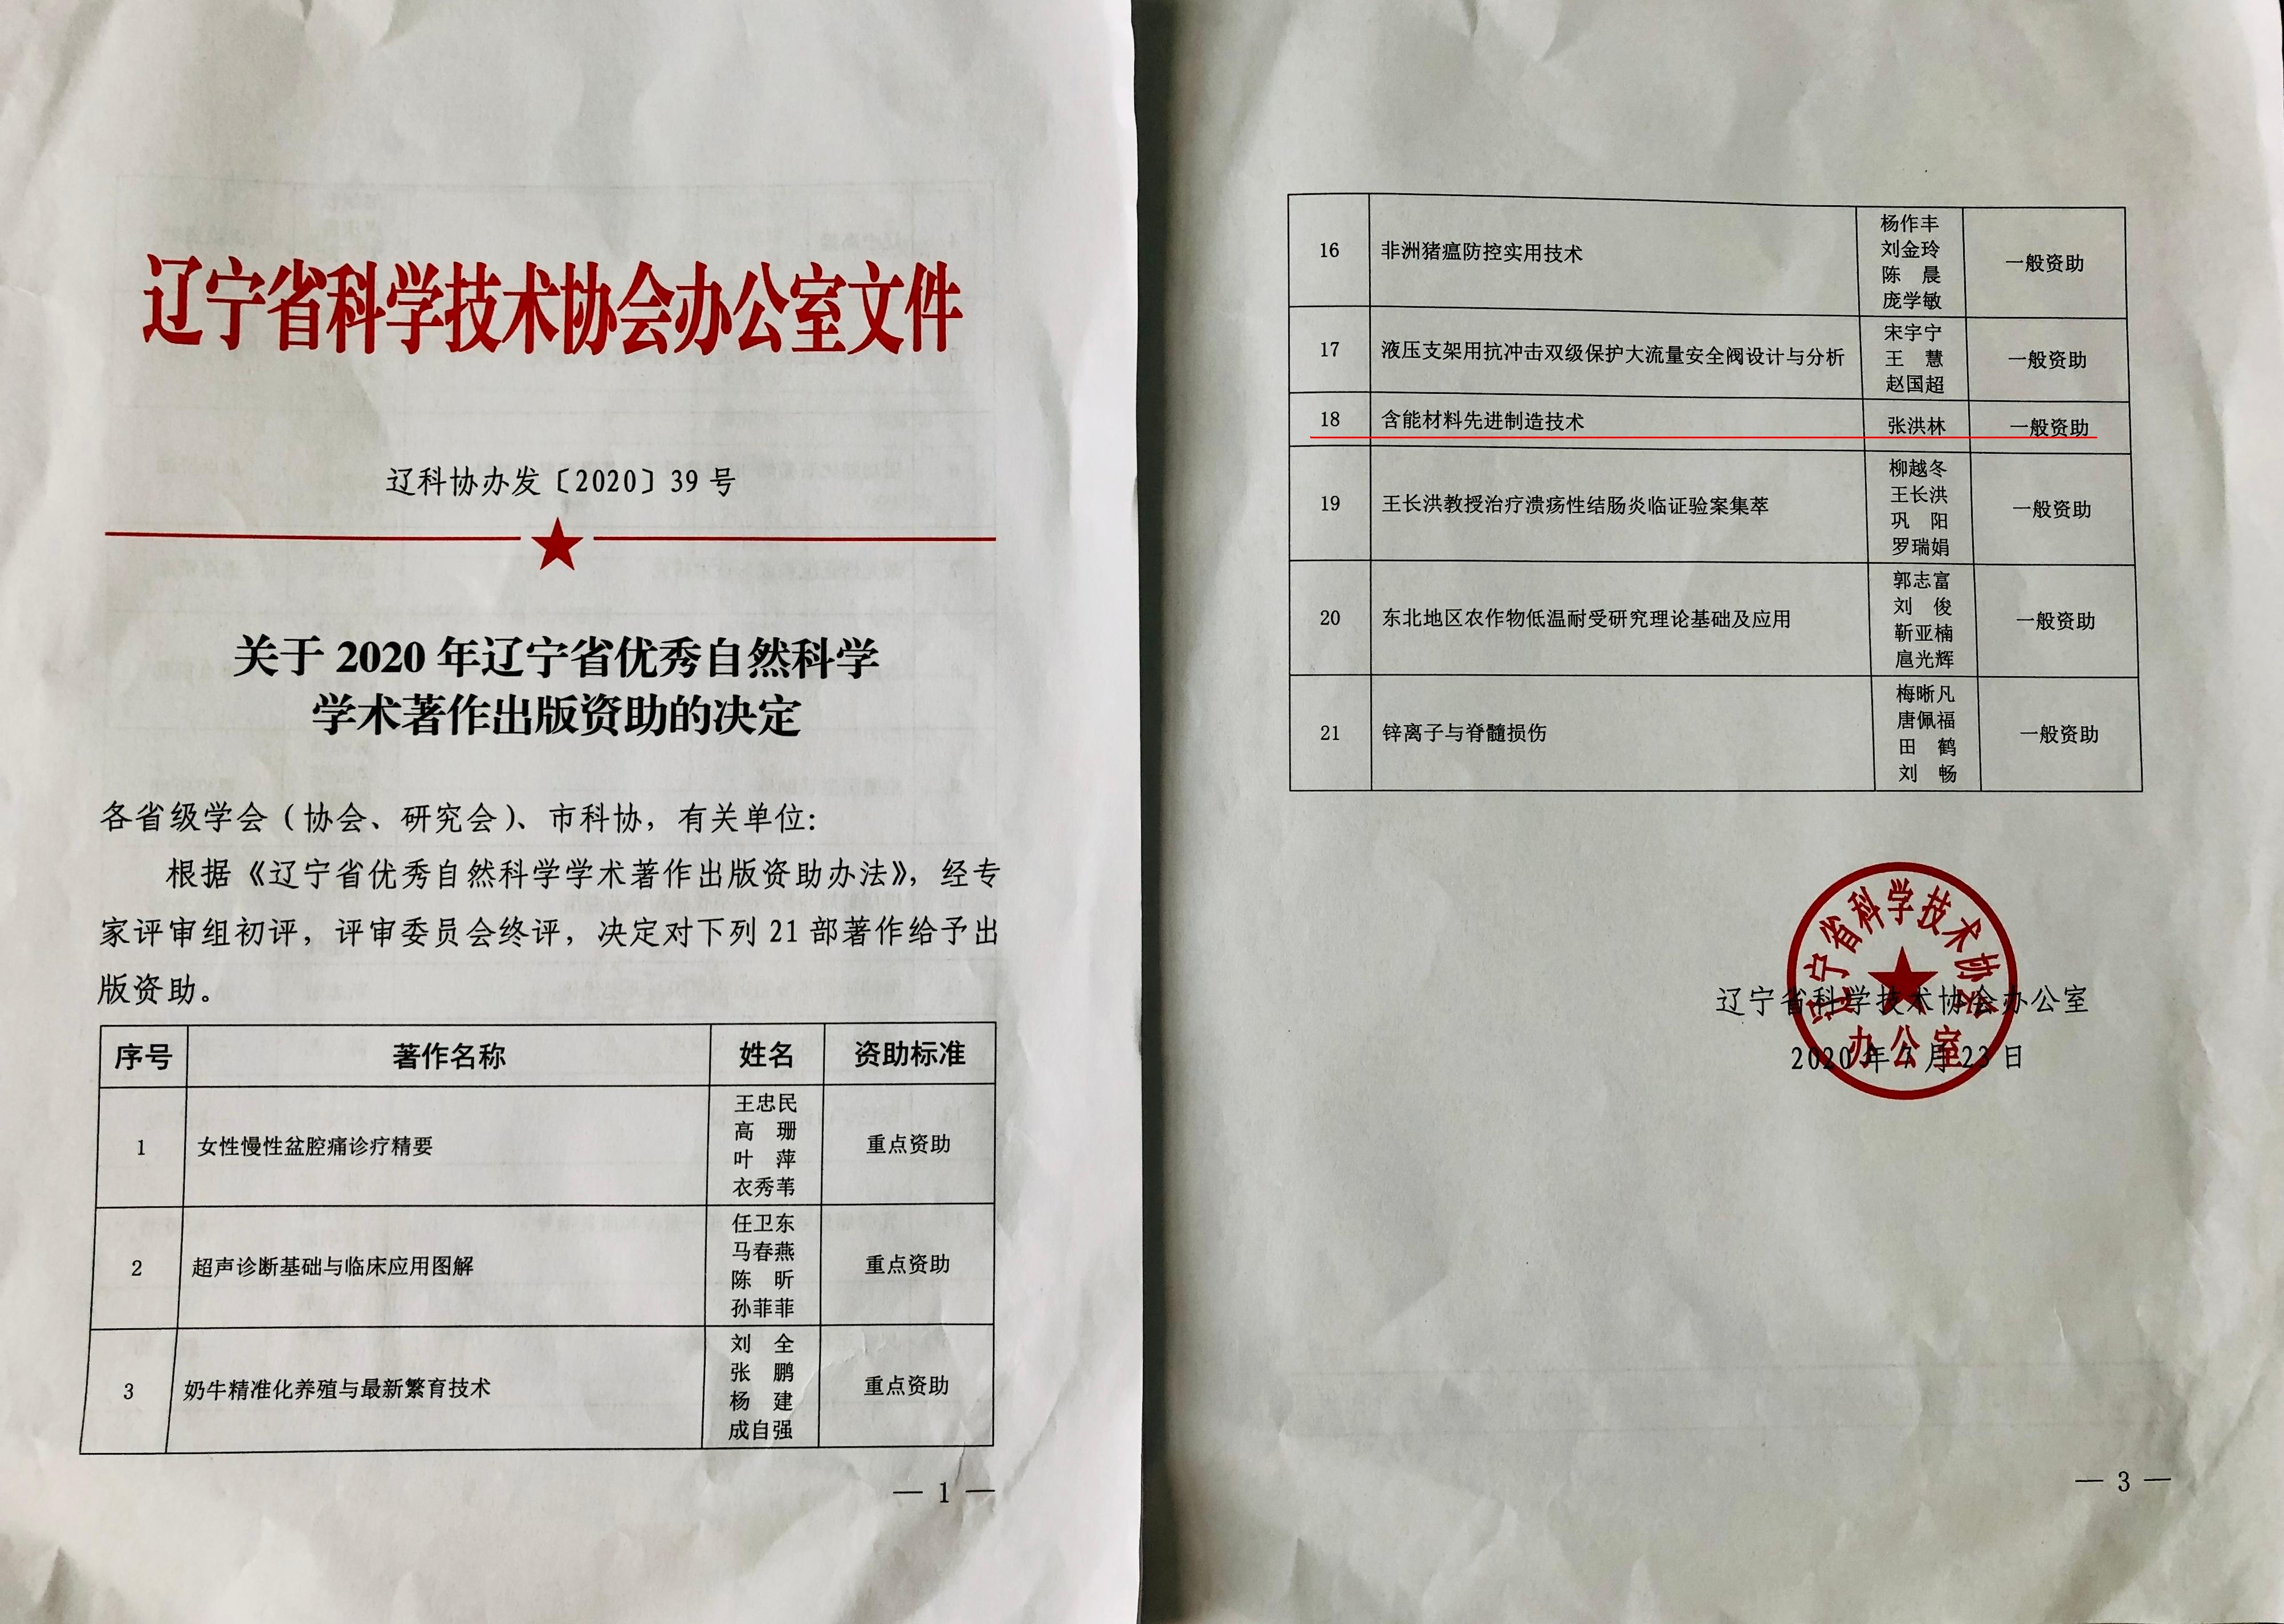 辽宁省科学技术协会办公室文件
辽科协办发〔2020〕39 号
关于 2020 年辽宁省优秀自然科学
学术著作出版资助的决定
各省级学会（协会、研究会）、市科协，有关单位：
根据《辽宁省优秀自然科学学术著作出版资助办法》，经专
家评审组初评，评审委员会终评，决定对下列 21 部著作给予出
版资助。
序号 著作名称 姓名 资助标准
1 女性慢性盆腔痛诊疗精要 重点资助
王忠民
高 珊
叶 萍
衣秀苇
2 超声诊断基础与临床应用图解 重点资助
任卫东
马春燕
陈 昕
孙菲菲
3 奶牛精准化养殖与最新繁育技术 重点资助
刘 全
张 鹏
杨 建
成自强
— 1 —
16 非洲猪瘟防控实用技术 一般资助
杨作丰
刘金玲
陈 晨
庞学敏
17 液压支架用抗冲击双级保护大流量安全阀设计与分析 一般资助
宋宇宁
王 慧
赵国超
18 含能材料先进制造技术 张洪林 一般资助
19 王长洪教授治疗溃疡性结肠炎临证验案集萃 一般资助
柳越冬
王长洪
巩 阳
罗瑞娟
20 东北地区农作物低温耐受研究理论基础及应用 一般资助
郭志富
刘 俊
靳亚楠
扈光辉
21 锌离子与脊髓损伤 一般资助
梅晰凡
唐佩福
田 鹤
刘 畅
辽宁省科学技术协会
办公室
辽宁省科学技术协会办公室
2020 年 7 月 23 日
— 3 —